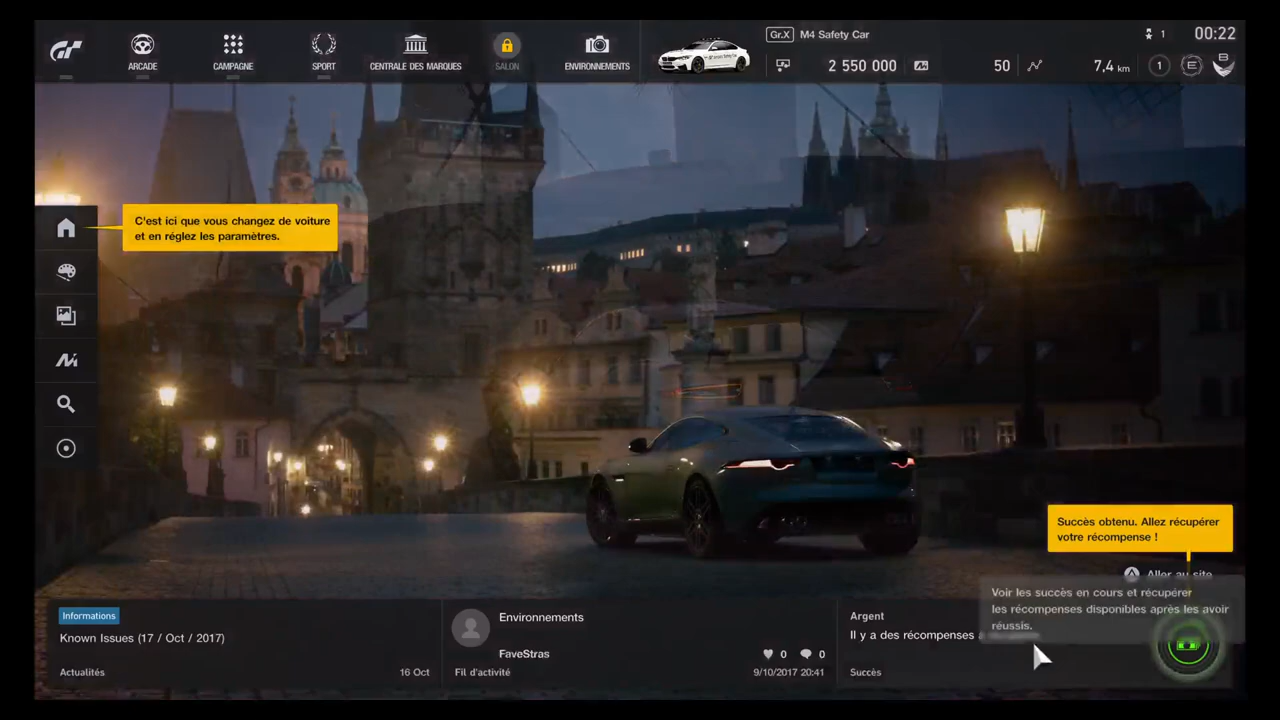 GT
ARCADE
CAMPAGNE
SPORT
CENTRALE DES MARQUES
SALON
ENVIRONNEMENTS
Gr.X M4 Safety Car
1
00:22
2 550 000
50
7,4 km
1
E
B
C'est ici que vous changez de voiture
et en réglez les paramètres.
Succès obtenu. Allez récupérer
votre récompense !
Aller au site
Voir les succès en cours et récupérer
les récompenses disponibles après les avoir
réussis.
Informations
Known Issues (17 / Oct / 2017)
Actualités
16 Oct
Environnements
FaveStras
0
0
Fil d'activité
9/10/2017 20:41
Argent
Il y a des récompenses
Succès